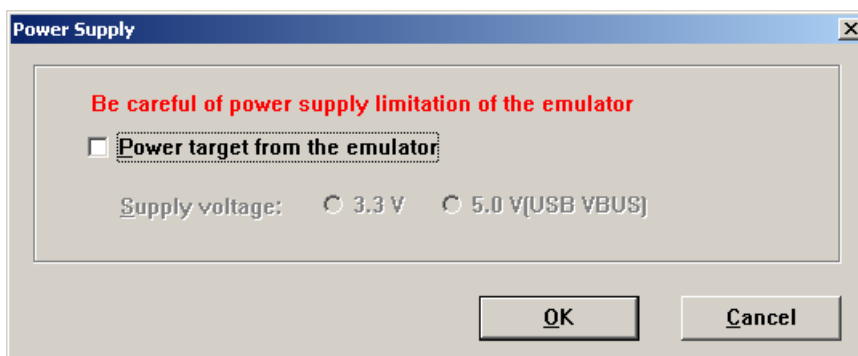 Power Supply
Be careful of power supply limitation of the emulator
Power target from the emulator
Supply voltage: 3.3 V 5.0 V(USB VBUS)
OK Cancel